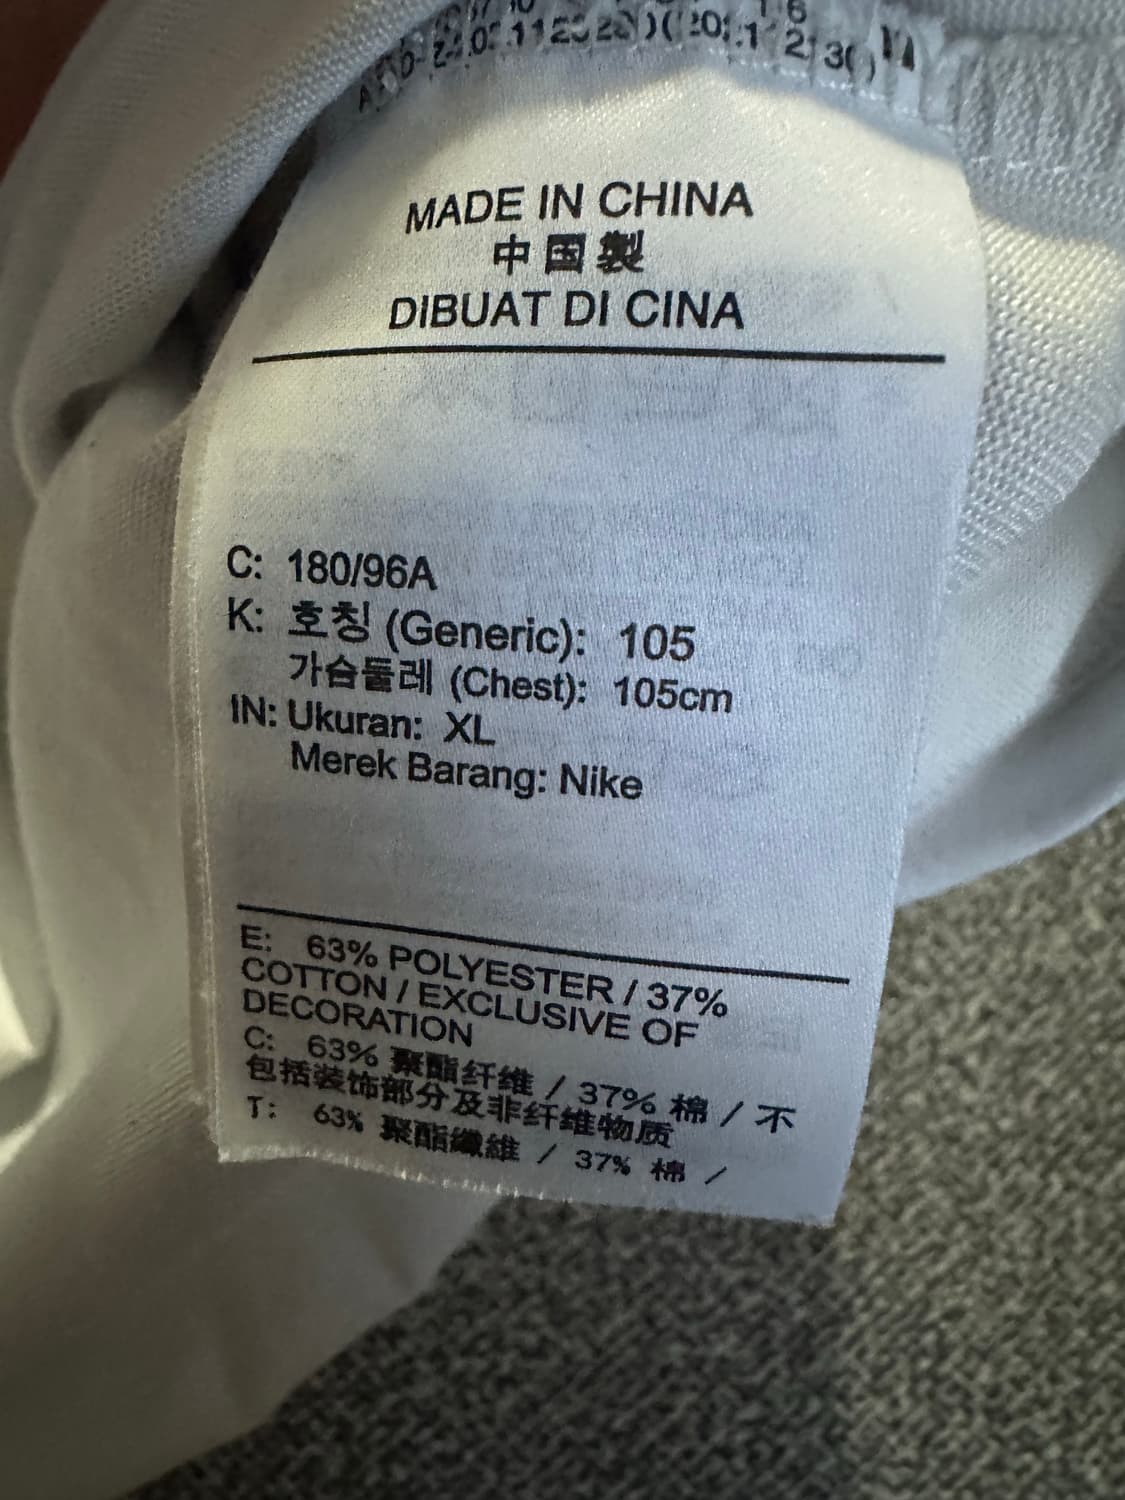 MADE IN CHINA
中国製
DIBUAT DI CINA
C: 180/96A
K: 호칭 (Generic): 105
가슴둘레 (Chest): 105cm
IN: Ukuran: XL
Merek Barang: Nike
E: 63% POLYESTER / 37%
COTTON / EXCLUSIVE OF
DECORATION
C: 63% 聚酯纤维 / 37% 棉 / 不
包括装饰部分及非纤维物质
T: 63% 聚酯纖維 / 37% 棉 /